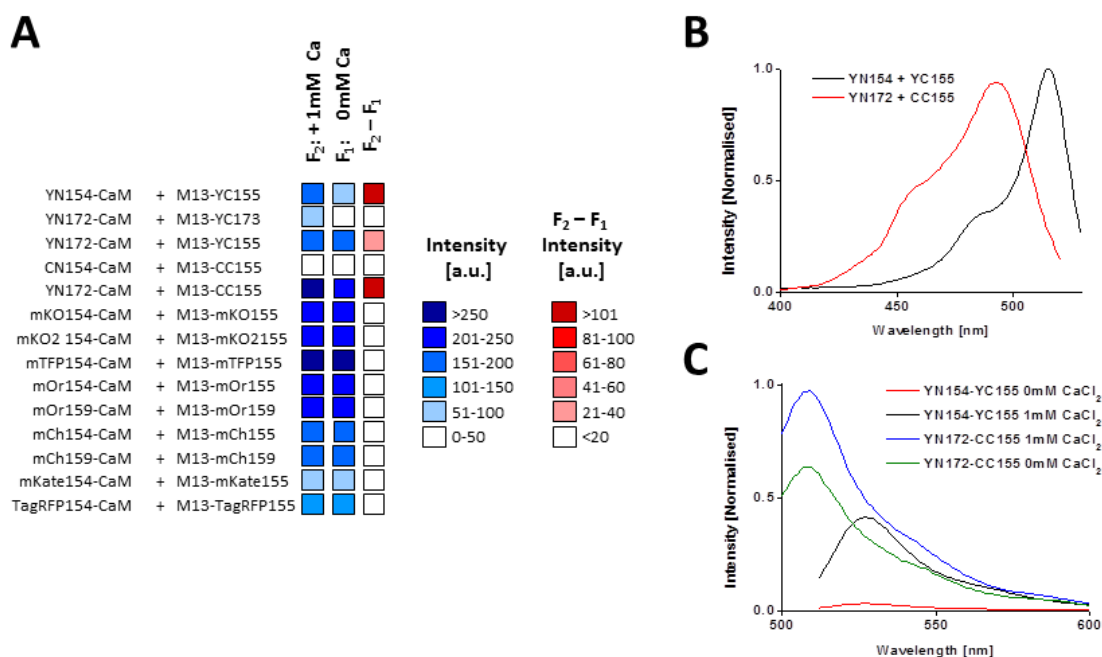 A
F2: +1mM Ca
F1: 0mM Ca
F2 – F1
YN154-CaM + M13-YC155
YN172-CaM + M13-YC173
YN172-CaM + M13-YC155
CN154-CaM + M13-CC155
YN172-CaM + M13-CC155
mKO154-CaM + M13-mKO155
mKO2 154-CaM + M13-mKO2155
mTFP154-CaM + M13-mTFP155
mOr154-CaM + M13-mOr155
mOr159-CaM + M13-mOr159
mCh154-CaM + M13-mCh155
mCh159-CaM + M13-mCh159
mKate154-CaM + M13-mKate155
TagRFP154-CaM + M13-TagRFP155
Intensity
[a.u.]
>250
201-250
151-200
101-150
51-100
0-50
F2 – F1
Intensity
[a.u.]
>101
81-100
61-80
41-60
21-40
<20
B
Intensity [Normalised]
1.0
0.5
0.0
YN154 + YC155
YN172 + CC155
400
450
500
Wavelength [nm]
C
Intensity [Normalised]
1.0
0.5
0.0
YN154-YC155 0mM CaCl2
YN154-YC155 1mM CaCl2
YN172-CC155 1mM CaCl2
YN172-CC155 0mM CaCl2
500
550
600
Wavelength [nm]